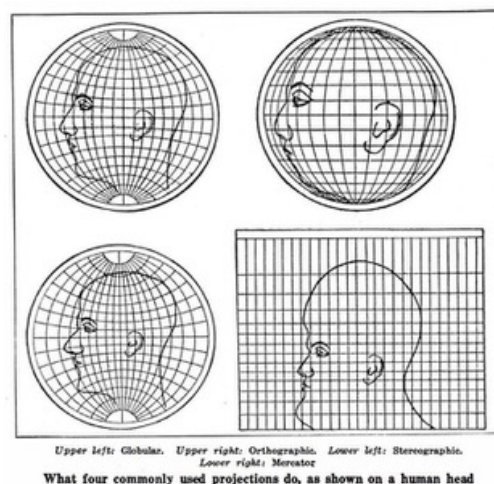 Upper left: Globular. Upper right: Orthographic. Lower left: Stereographic.
Lower right: Mercator
What four commonly used projections do, as shown on a human head